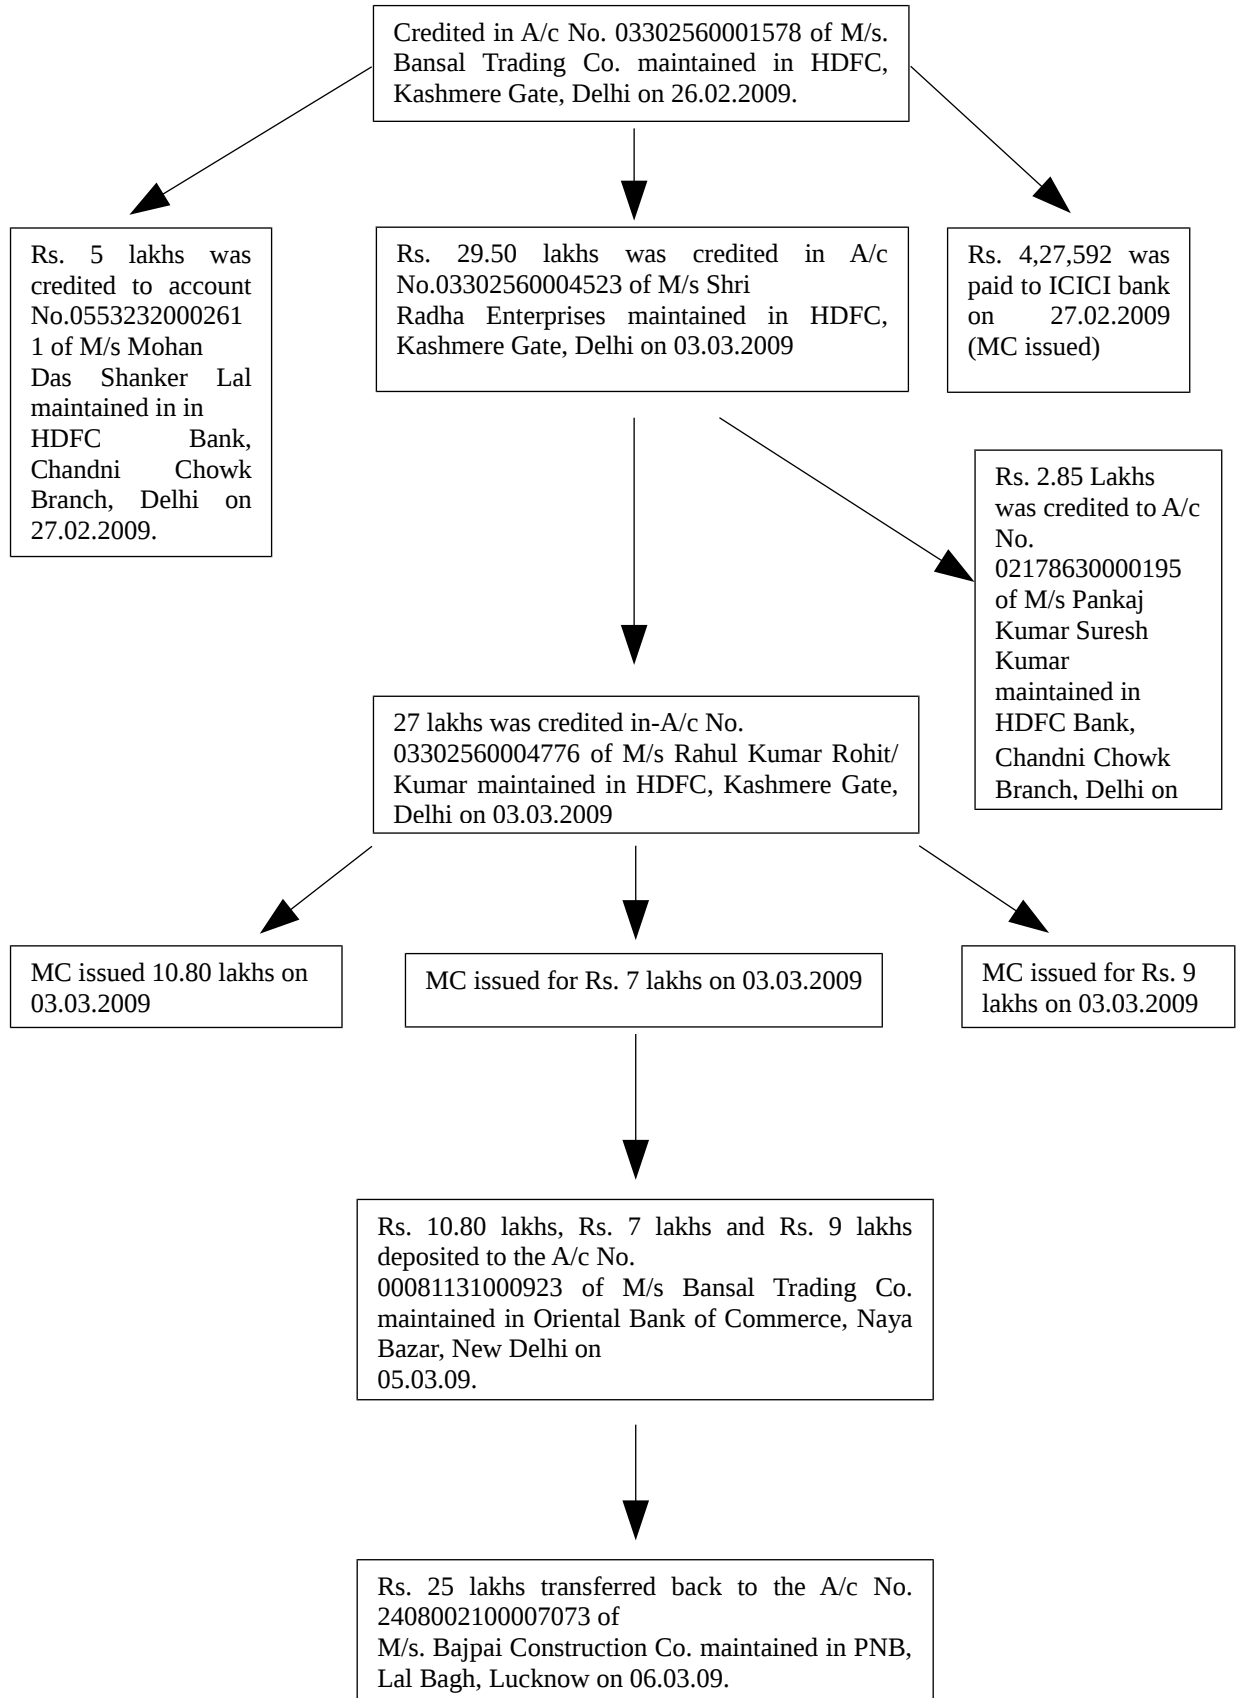 Credited in A/c No. 03302560001578 of M/s.
Bansal Trading Co. maintained in HDFC,
Kashmere Gate, Delhi on 26.02.2009.
Rs. 5 lakhs was
credited to account
No.0553232000261
1 of M/s Mohan
Das Shanker Lal
maintained in in
HDFC Bank,
Chandni Chowk
Branch, Delhi on
27.02.2009.
Rs. 29.50 lakhs was credited in A/c
No.03302560004523 of M/s Shri
Radha Enterprises maintained in HDFC,
Kashmere Gate, Delhi on 03.03.2009
Rs. 4,27,592 was
paid to ICICI bank
on 27.02.2009
(MC issued)
Rs. 2.85 Lakhs
was credited to A/c
No.
02178630000195
of M/s Pankaj
Kumar Suresh
Kumar
maintained in
HDFC Bank,
Chandni Chowk
Branch, Delhi on
27 lakhs was credited in-A/c No.
03302560004776 of M/s Rahul Kumar Rohit/
Kumar maintained in HDFC, Kashmere Gate,
Delhi on 03.03.2009
MC issued 10.80 lakhs on
03.03.2009
MC issued for Rs. 7 lakhs on 03.03.2009
MC issued for Rs. 9
lakhs on 03.03.2009
Rs. 10.80 lakhs, Rs. 7 lakhs and Rs. 9 lakhs
deposited to the A/c No.
00081131000923 of M/s Bansal Trading Co.
maintained in Oriental Bank of Commerce, Naya
Bazar, New Delhi on
05.03.09.
Rs. 25 lakhs transferred back to the A/c No.
2408002100007073 of
M/s. Bajpai Construction Co. maintained in PNB,
Lal Bagh, Lucknow on 06.03.09.